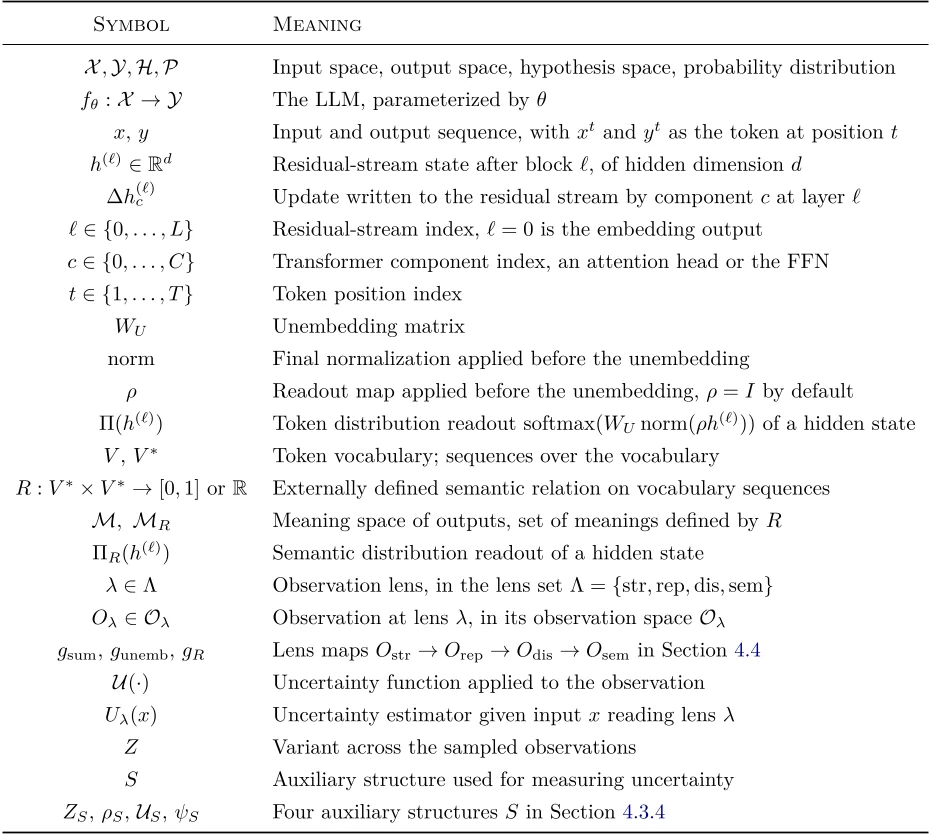 SYMBOL MEANING
𝒳, 𝒴, ℋ, 𝒫 Input space, output space, hypothesis space, probability distribution
f_θ : 𝒳 → 𝒴 The LLM, parameterized by θ
x, y Input and output sequence, with x^t and y^t as the token at position t
h^(ℓ) ∈ ℝ^d Residual-stream state after block ℓ, of hidden dimension d
Δh_c^(ℓ) Update written to the residual stream by component c at layer ℓ
ℓ ∈ {0, . . . , L} Residual-stream index, ℓ = 0 is the embedding output
c ∈ {0, . . . , C} Transformer component index, an attention head or the FFN
t ∈ {1, . . . , T} Token position index
W_U Unembedding matrix
norm Final normalization applied before the unembedding
ρ Readout map applied before the unembedding, ρ = I by default
Π(h^(ℓ)) Token distribution readout softmax(W_U norm(ρh^(ℓ))) of a hidden state
V, V* Token vocabulary; sequences over the vocabulary
R : V* × V* → [0, 1] or ℝ Externally defined semantic relation on vocabulary sequences
ℳ, ℳ_R Meaning space of outputs, set of meanings defined by R
Π_R(h^(ℓ)) Semantic distribution readout of a hidden state
λ ∈ Λ Observation lens, in the lens set Λ = {str, rep, dis, sem}
O_λ ∈ 𝒪_λ Observation at lens λ, in its observation space 𝒪_λ
g_sum, g_unemb, g_R Lens maps O_str → O_rep → O_dis → O_sem in Section 4.4
𝒰(·) Uncertainty function applied to the observation
U_λ(x) Uncertainty estimator given input x reading lens λ
Z Variant across the sampled observations
S Auxiliary structure used for measuring uncertainty
Z_S, ρ_S, 𝒰_S, ψ_S Four auxiliary structures S in Section 4.3.4